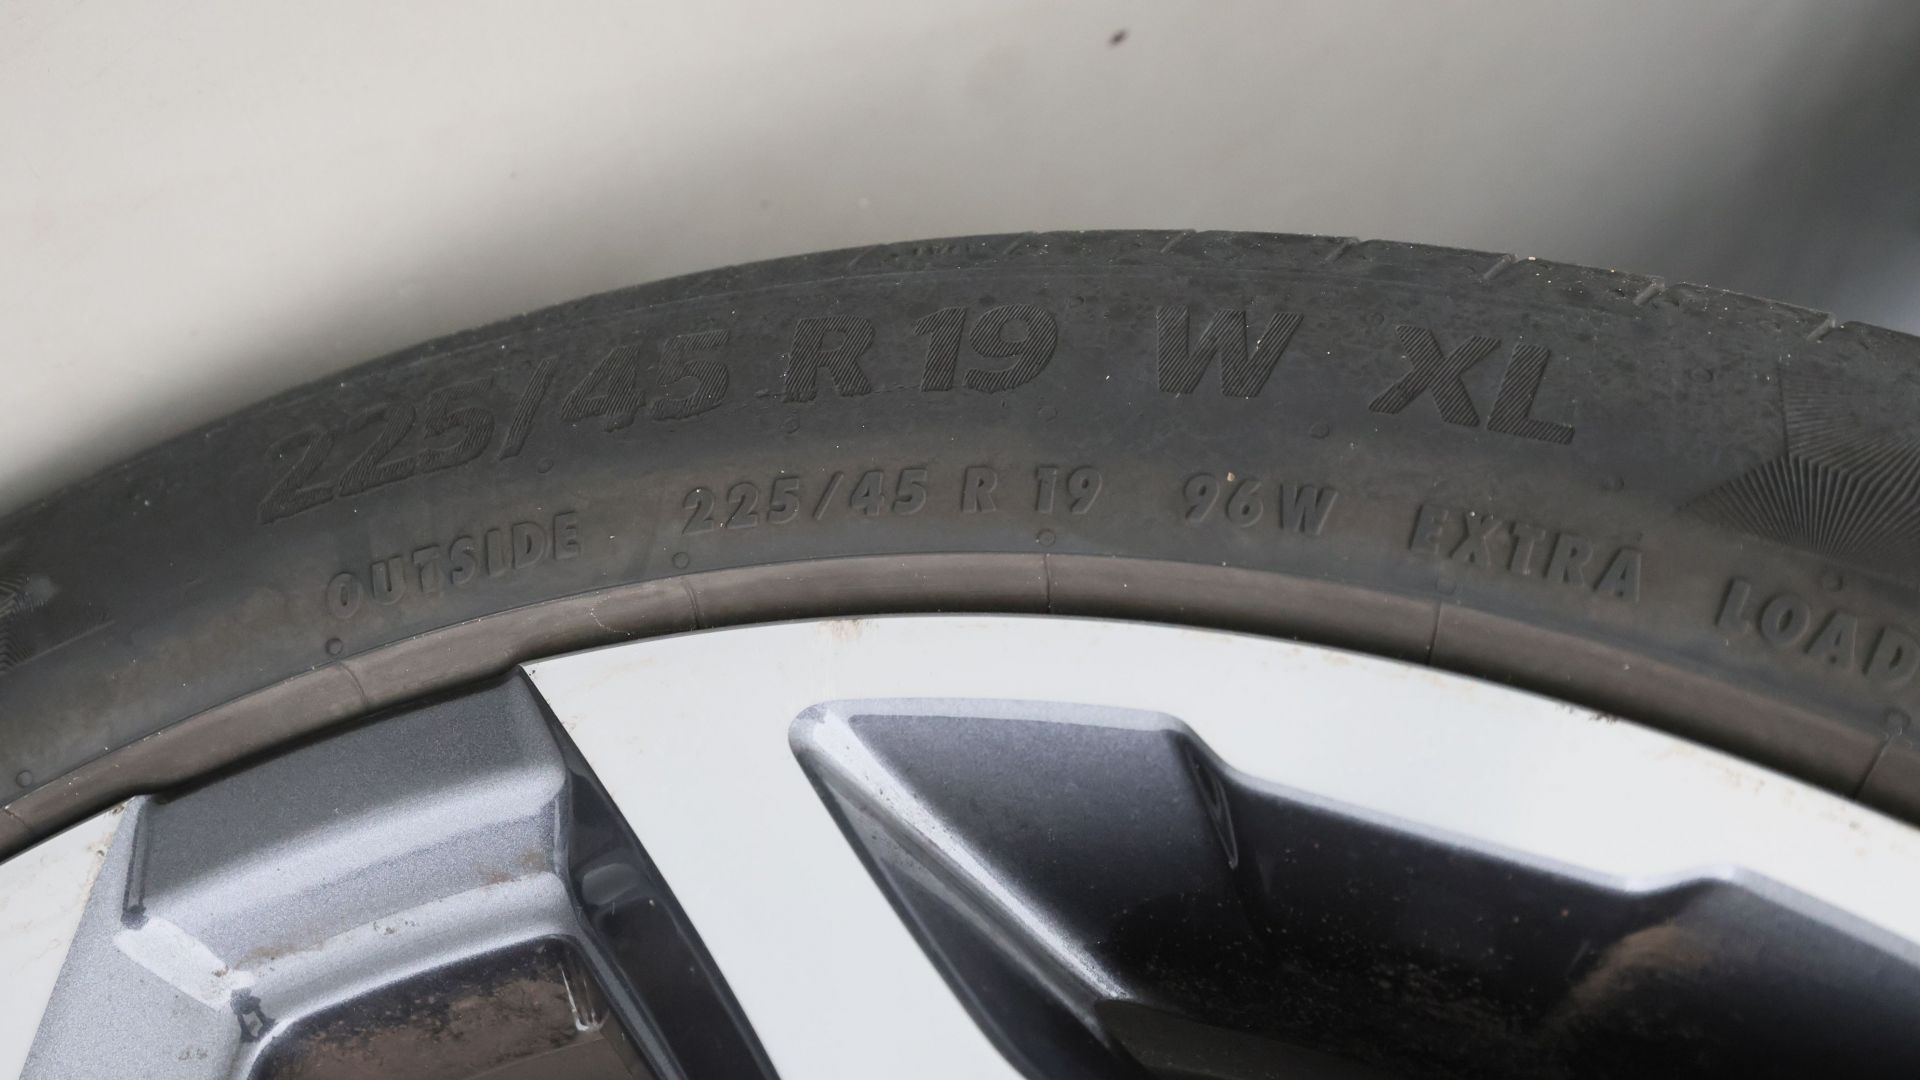 225/45 R 19 W XL
OUTSIDE 225/45 R 19 96W EXTRA LOAD